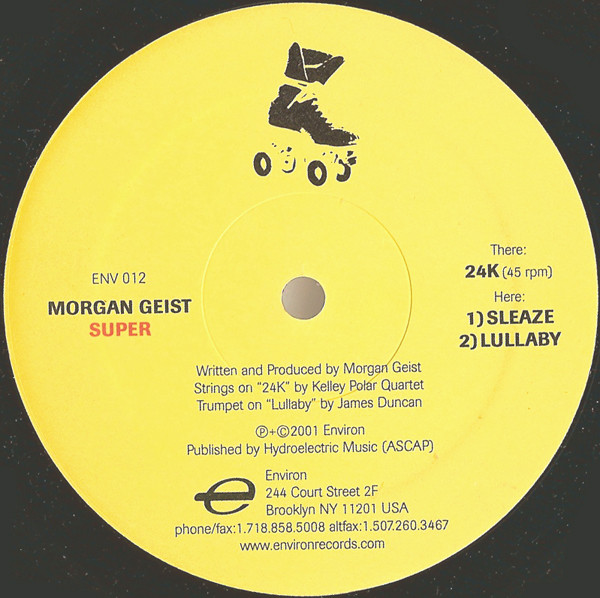 ENV 012
MORGAN GEIST
SUPER
There:
24K (45 rpm)
Here:
1) SLEAZE
2) LULLABY
Written and Produced by Morgan Geist
Strings on "24K" by Kelley Polar Quartet
Trumpet on "Lullaby" by James Duncan
℗+©2001 Environ
Published by Hydroelectric Music (ASCAP)
Environ
244 Court Street 2F
Brooklyn NY 11201 USA
phone/fax:1.718.858.5008 altfax:1.507.260.3467
www.environrecords.com